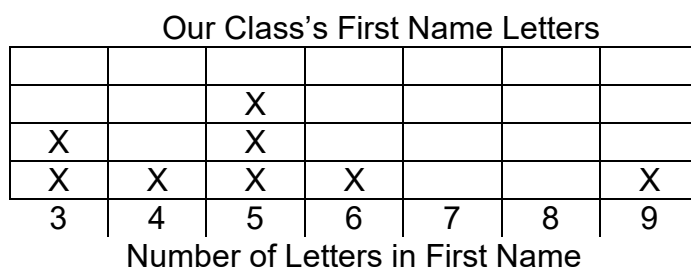 Our Class’s First Name Letters
X
X X
X X X X X
3 4 5 6 7 8 9
Number of Letters in First Name